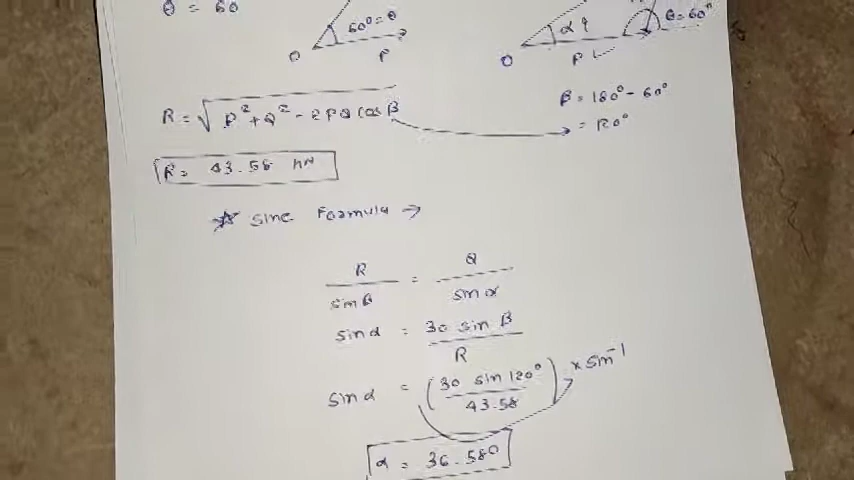 θ = 60
60° = θ
O
P
α ?
θ = 60°
O
P
R = √P² + Q² - 2PQ cos β
β = 180° - 60°
= 120°
R = 43.58 kN
☆ sine Formula →
R / sin β = Q / sin α
sin α = 30 sin β / R
sin α = (30 sin 120° / 43.58) × sin⁻¹
α = 36.58°